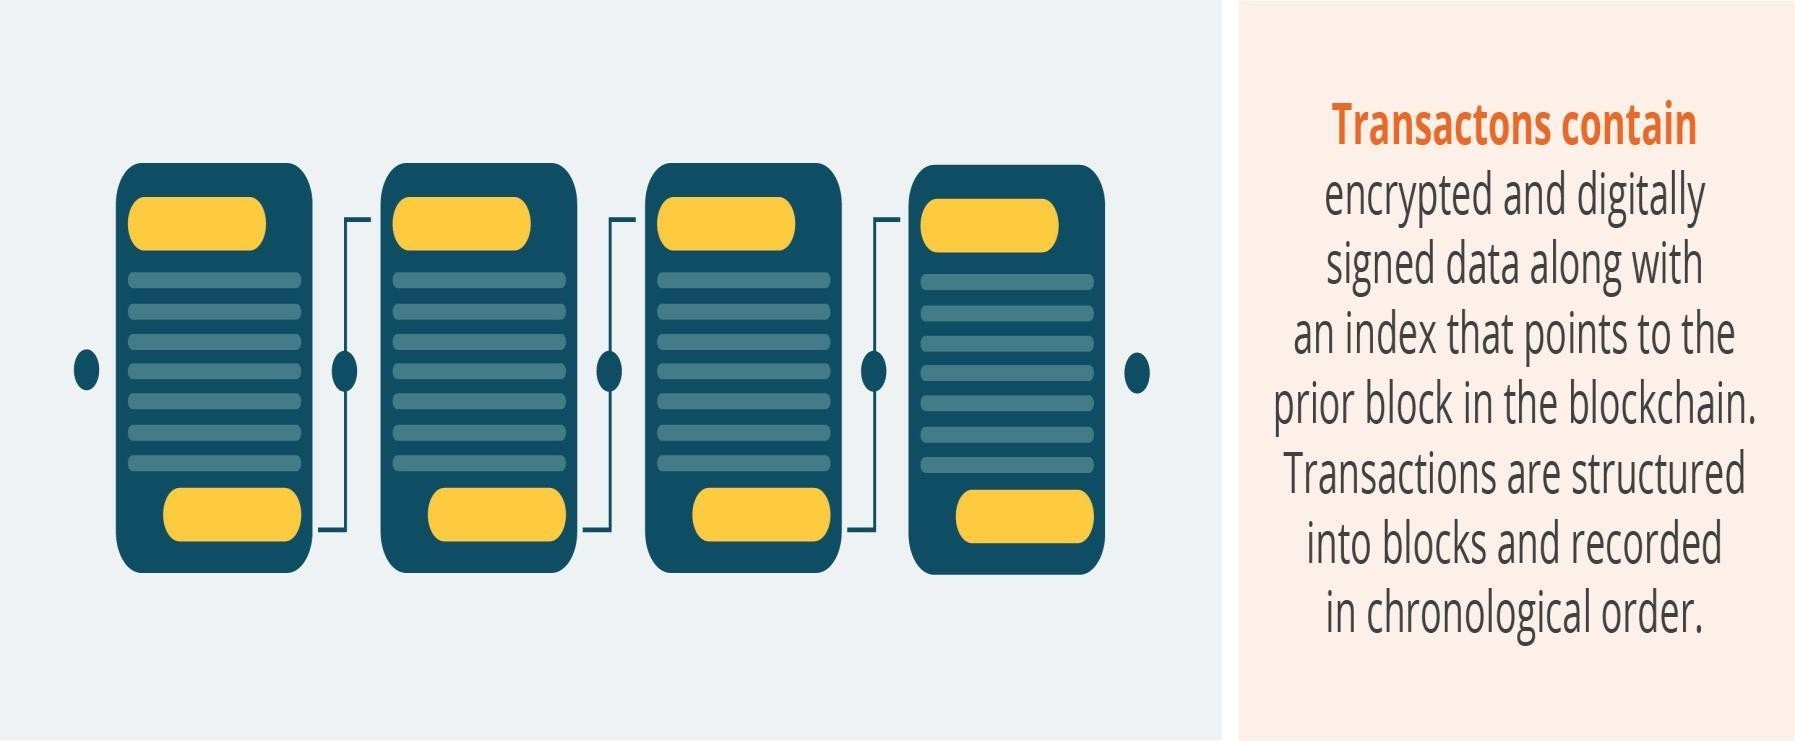 Transactons contain
encrypted and digitally
signed data along with
an index that points to the
prior block in the blockchain.
Transactions are structured
into blocks and recorded
in chronological order.